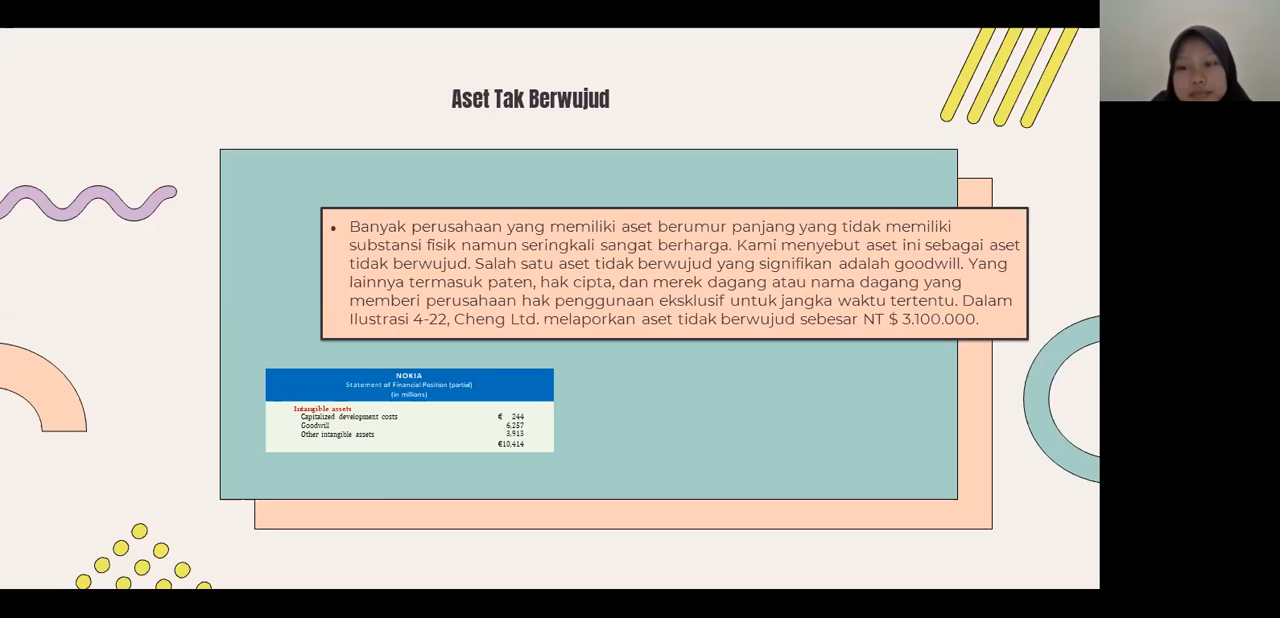 Aset Tak Berwujud
• Banyak perusahaan yang memiliki aset berumur panjang yang tidak memiliki
substansi fisik namun seringkali sangat berharga. Kami menyebut aset ini sebagai aset
tidak berwujud. Salah satu aset tidak berwujud yang signifikan adalah goodwill. Yang
lainnya termasuk paten, hak cipta, dan merek dagang atau nama dagang yang
memberi perusahaan hak penggunaan eksklusif untuk jangka waktu tertentu. Dalam
Ilustrasi 4-22, Cheng Ltd. melaporkan aset tidak berwujud sebesar NT $ 3.100.000.
NOKIA
Statement of Financial Position (partial)
(in millions)
Intangible assets
Capitalized development costs € 244
Goodwill 6,257
Other intangible assets 3,913
€10,414